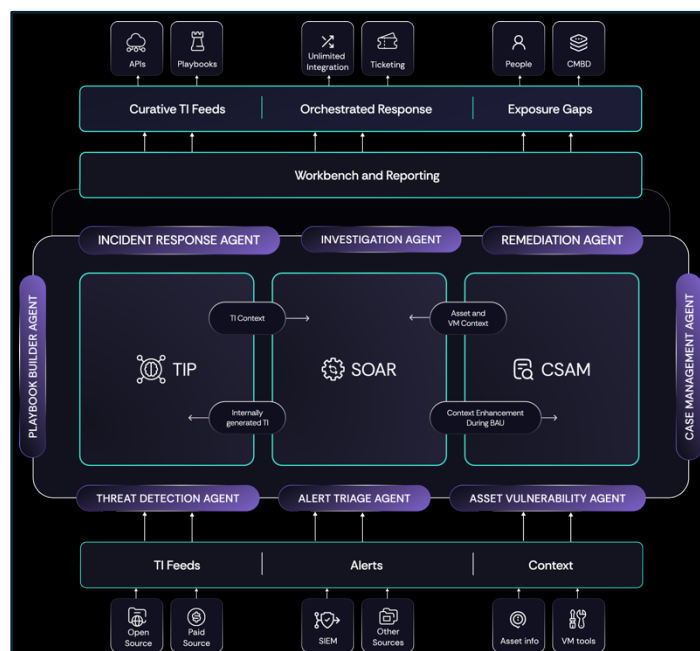 APIs
Playbooks
Unlimited
Integration
Ticketing
People
CMBD
Curative TI Feeds
Orchestrated Response
Exposure Gaps
Workbench and Reporting
INCIDENT RESPONSE AGENT
INVESTIGATION AGENT
REMEDIATION AGENT
PLAYBOOK BUILDER AGENT
CASE MANAGEMENT AGENT
TI Context
Asset and
VM Context
TIP
SOAR
CSAM
Internally
generated TI
Context Enhancement
During BAU
THREAT DETECTION AGENT
ALERT TRIAGE AGENT
ASSET VULNERABILITY AGENT
TI Feeds
Alerts
Context
Open
Source
Paid
Source
SIEM
Other
Sources
Asset info
VM tools